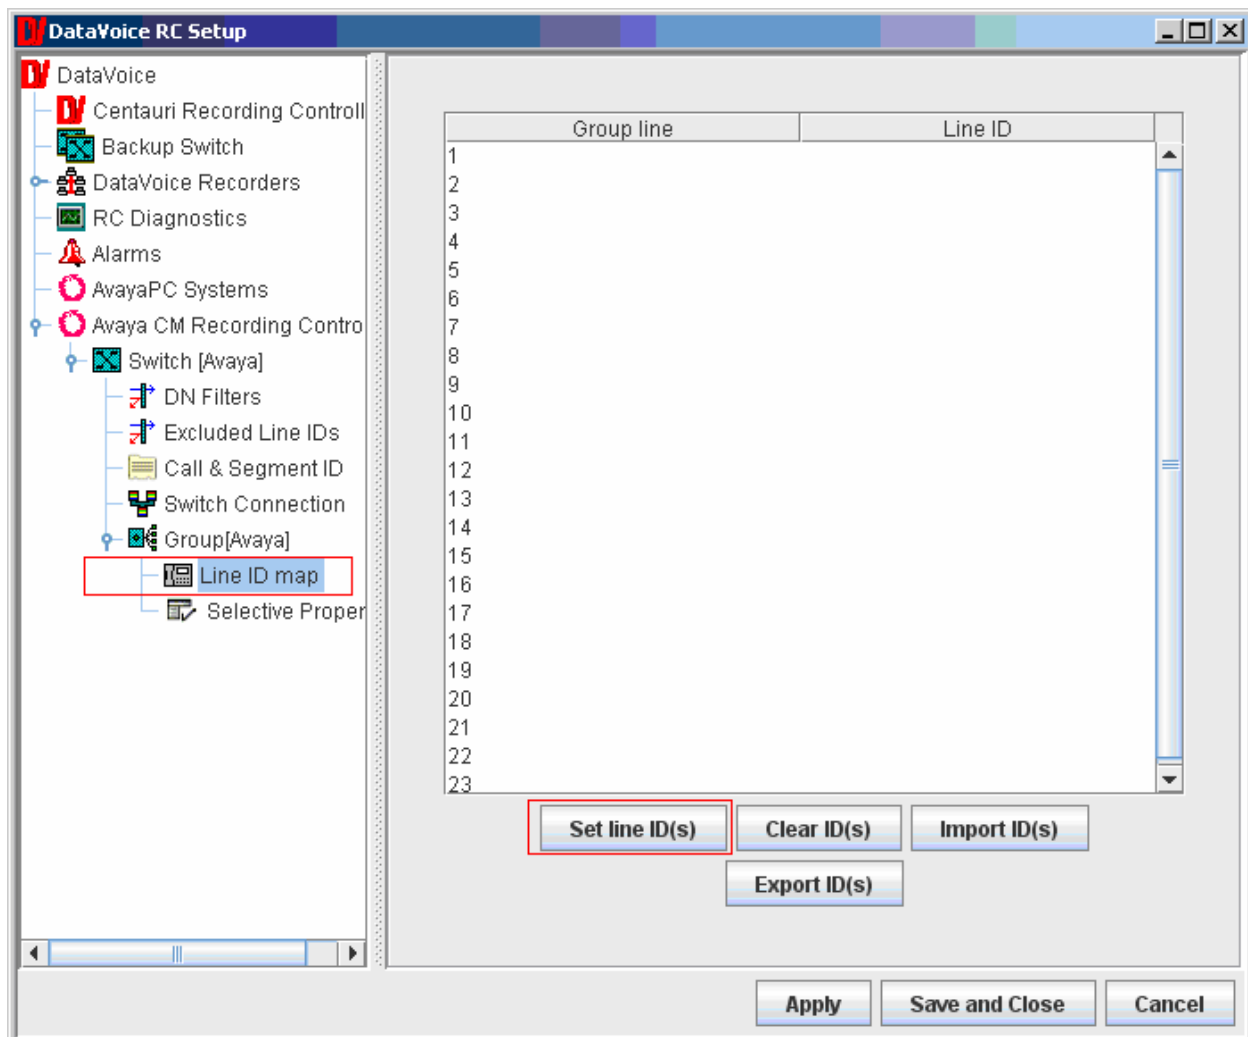 DataVoice RC Setup
DataVoice
Centauri Recording Controll
Backup Switch
DataVoice Recorders
RC Diagnostics
Alarms
AvayaPC Systems
Avaya CM Recording Contro
Switch [Avaya]
DN Filters
Excluded Line IDs
Call & Segment ID
Switch Connection
Group[Avaya]
Line ID map
Selective Proper
Group line Line ID
1
2
3
4
5
6
7
8
9
10
11
12
13
14
15
16
17
18
19
20
21
22
23
Set line ID(s) Clear ID(s) Import ID(s)
Export ID(s)
Apply Save and Close Cancel